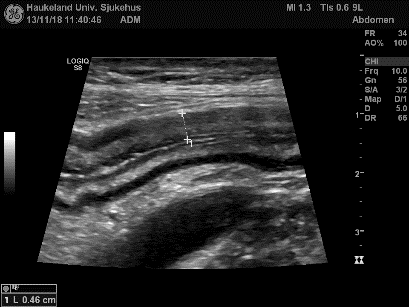 Haukeland Univ. Sjukehus
MI 1.3 TIs 0.6 9L
13/11/18 11:40:46 ADM
Abdomen
FR 34
AO% 100
LOGIQ
S8
CHI
Frq 10.0
Gn 56
S/A 3/2
Map D/1
D 5.0
DR 66
1
2
3
1
1 L 0.46 cm